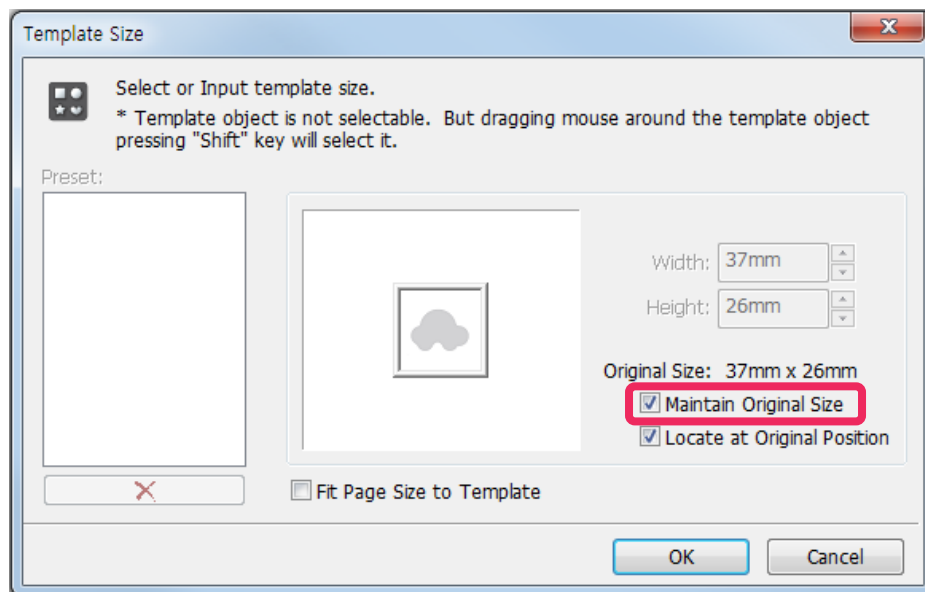 Template Size
Select or Input template size.
* Template object is not selectable. But dragging mouse around the template object
pressing "Shift" key will select it.
Preset:
Width: 37mm
Height: 26mm
Original Size: 37mm x 26mm
Maintain Original Size
Locate at Original Position
Fit Page Size to Template
OK Cancel